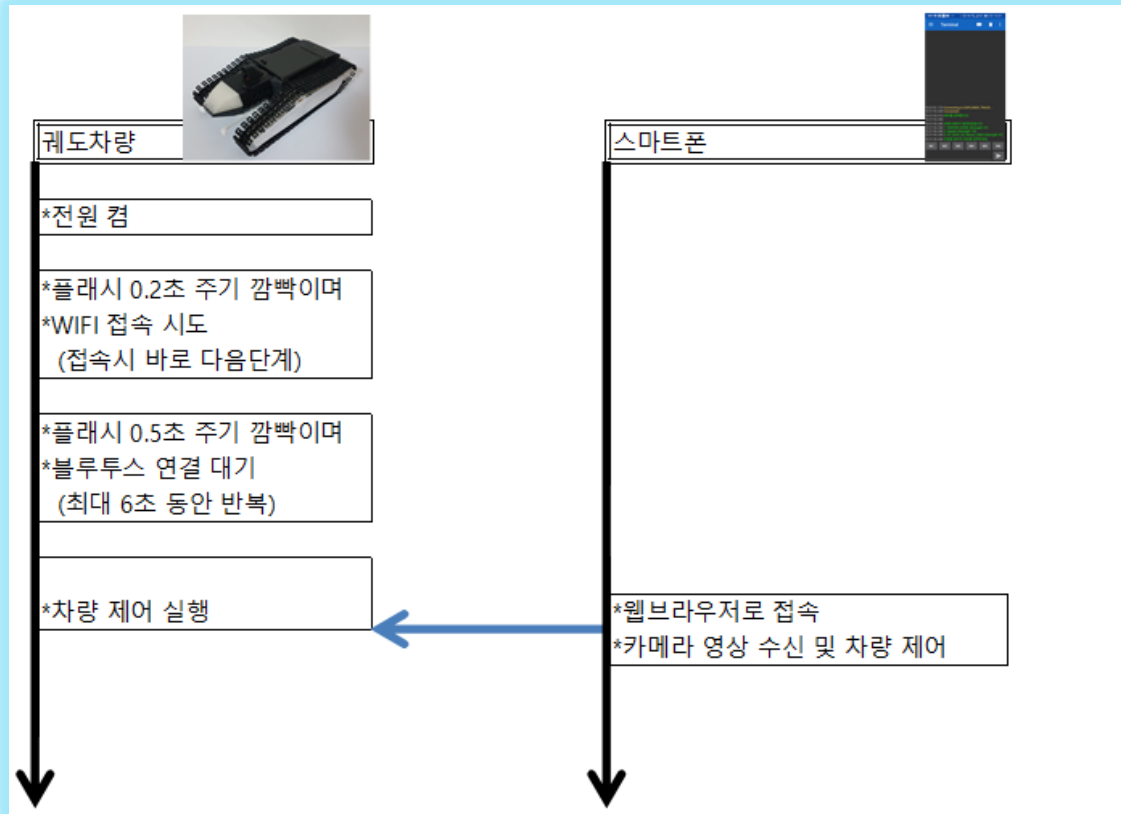 궤도차량
스마트폰
Terminal
*전원 켬
*플래시 0.2초 주기 깜빡이며
*WIFI 접속 시도
(접속시 바로 다음단계)
*플래시 0.5초 주기 깜빡이며
*블루투스 연결 대기
(최대 6초 동안 반복)
*차량 제어 실행
*웹브라우저로 접속
*카메라 영상 수신 및 차량 제어